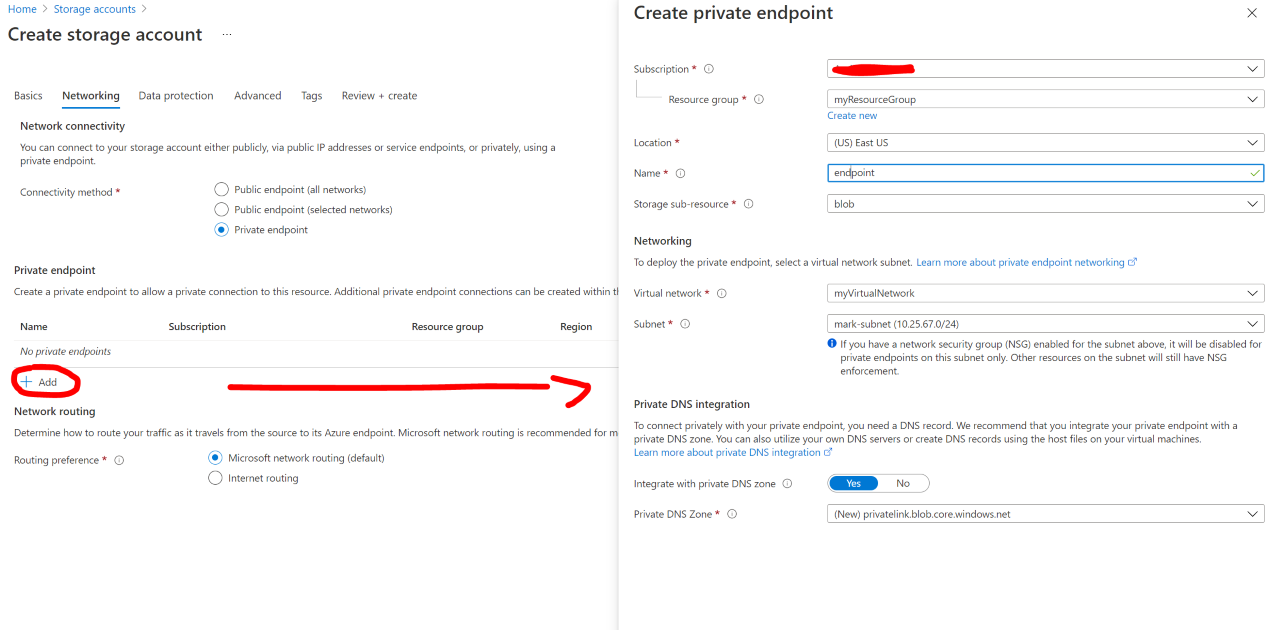 Home > Storage accounts >
Create storage account ...
Basics Networking Data protection Advanced Tags Review + create
Network connectivity
You can connect to your storage account either publicly, via public IP addresses or service endpoints, or privately, using a
private endpoint.
Connectivity method *
Public endpoint (all networks)
Public endpoint (selected networks)
Private endpoint
Private endpoint
Create a private endpoint to allow a private connection to this resource. Additional private endpoint connections can be created within th
Name Subscription Resource group Region
No private endpoints
+ Add
Network routing
Determine how to route your traffic as it travels from the source to its Azure endpoint. Microsoft network routing is recommended for m
Routing preference *
Microsoft network routing (default)
Internet routing
Create private endpoint
Subscription *
Resource group * myResourceGroup
Create new
Location * (US) East US
Name * endpoint
Storage sub-resource * blob
Networking
To deploy the private endpoint, select a virtual network subnet. Learn more about private endpoint networking
Virtual network * myVirtualNetwork
Subnet * mark-subnet (10.25.67.0/24)
If you have a network security group (NSG) enabled for the subnet above, it will be disabled for
private endpoints on this subnet only. Other resources on the subnet will still have NSG
enforcement.
Private DNS integration
To connect privately with your private endpoint, you need a DNS record. We recommend that you integrate your private endpoint with a
private DNS zone. You can also utilize your own DNS servers or create DNS records using the host files on your virtual machines.
Learn more about private DNS integration
Integrate with private DNS zone Yes No
Private DNS Zone * (New) privatelink.blob.core.windows.net